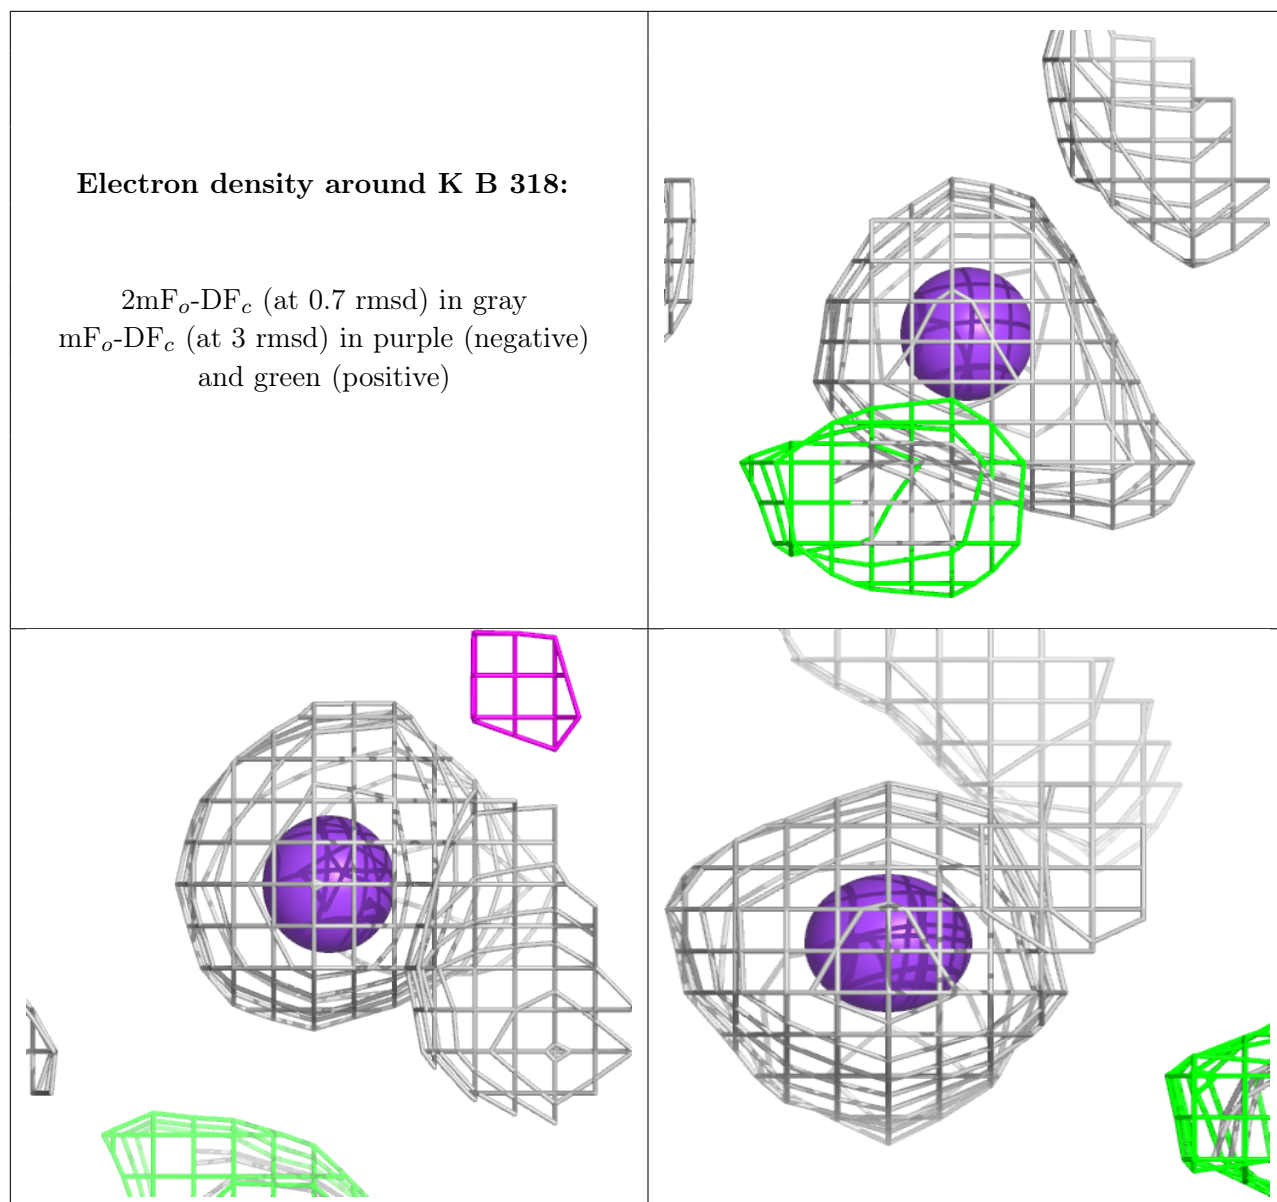 Electron density around K B 318:
2mFo-DFc (at 0.7 rmsd) in gray
mFo-DFc (at 3 rmsd) in purple (negative)
and green (positive)